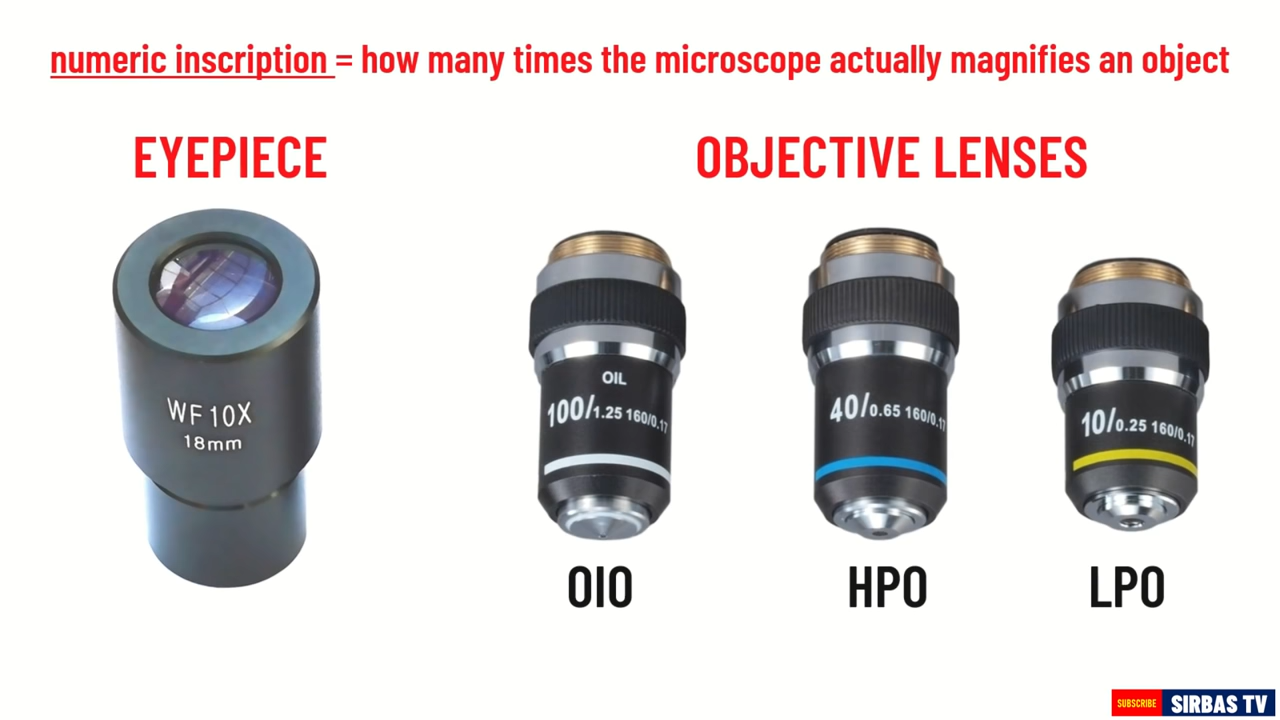 numeric inscription = how many times the microscope actually magnifies an object
EYEPIECE
OBJECTIVE LENSES
WF 10X
18mm
OIL
100/1.25 160/0.17
40/0.65 160/0.17
10/0.25 160/0.17
OIO
HPO
LPO
SUBSCRIBE SIRBAS TV